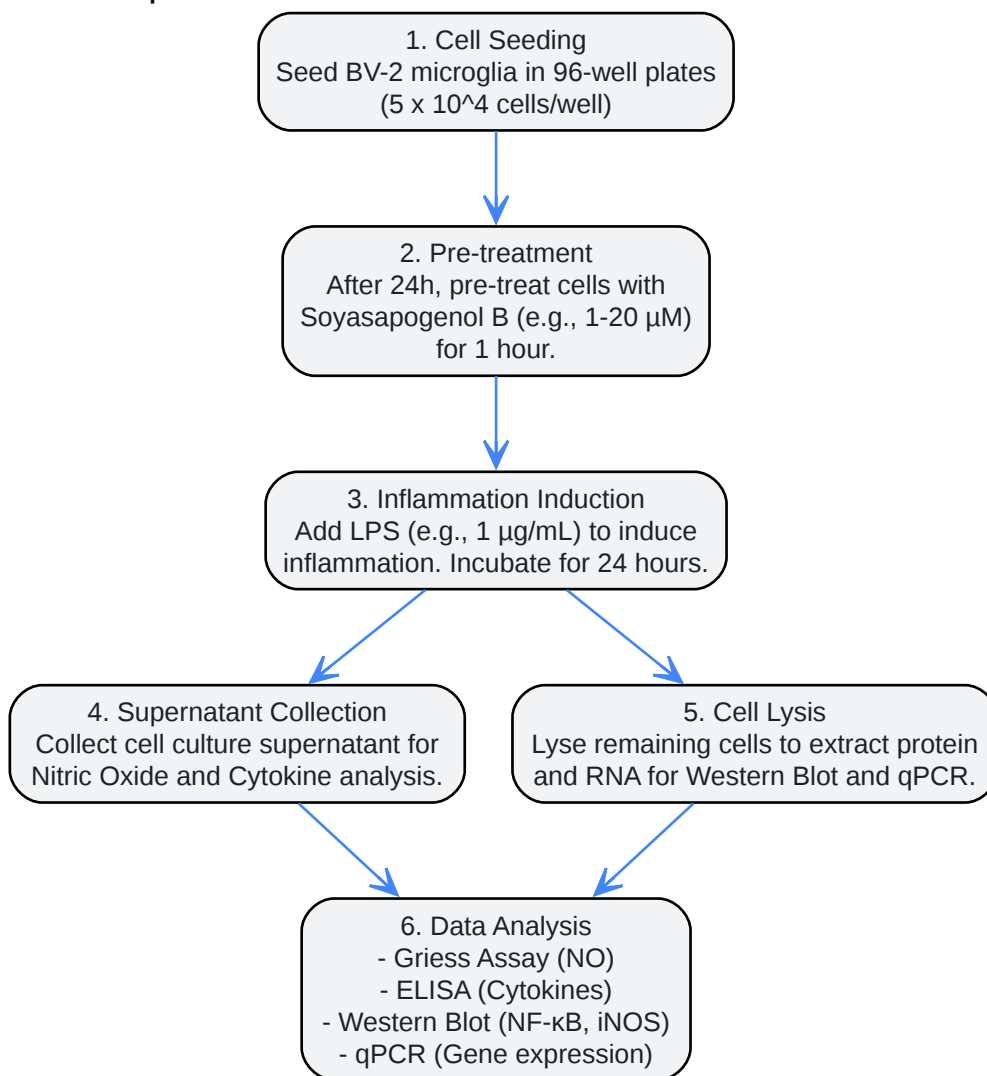 1. Cell Seeding
Seed BV-2 microglia in 96-well plates
(5 x 10^4 cells/well)
2. Pre-treatment
After 24h, pre-treat cells with
Soyasapogenol B (e.g., 1-20 µM)
for 1 hour.
3. Inflammation Induction
Add LPS (e.g., 1 µg/mL) to induce
inflammation. Incubate for 24 hours.
4. Supernatant Collection
Collect cell culture supernatant for
Nitric Oxide and Cytokine analysis.
5. Cell Lysis
Lyse remaining cells to extract protein
and RNA for Western Blot and qPCR.
6. Data Analysis
- Griess Assay (NO)
- ELISA (Cytokines)
- Western Blot (NF-κB, iNOS)
- qPCR (Gene expression)